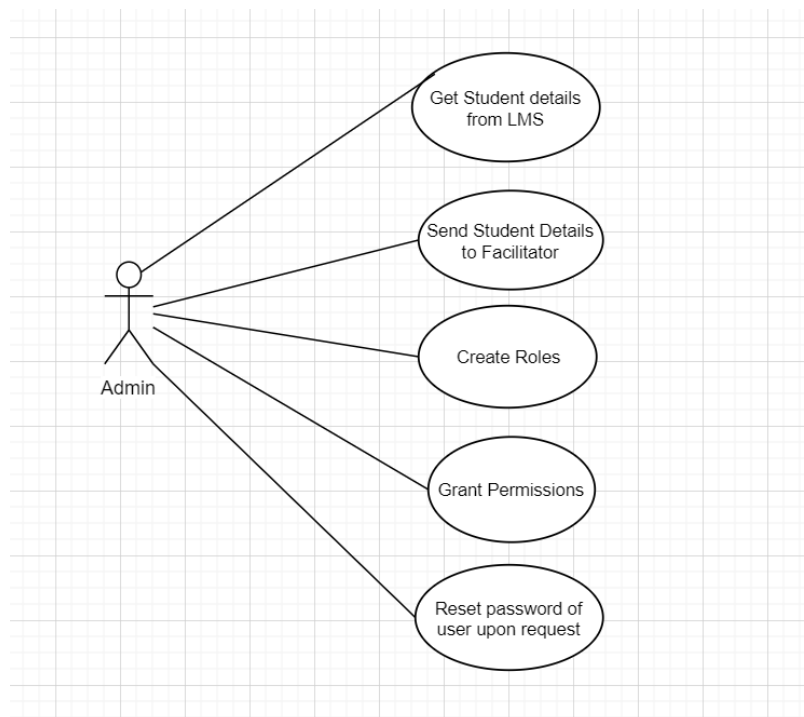 Get Student details
from LMS
Send Student Details
to Facilitator
Create Roles
Admin
Grant Permissions
Reset password of
user upon request